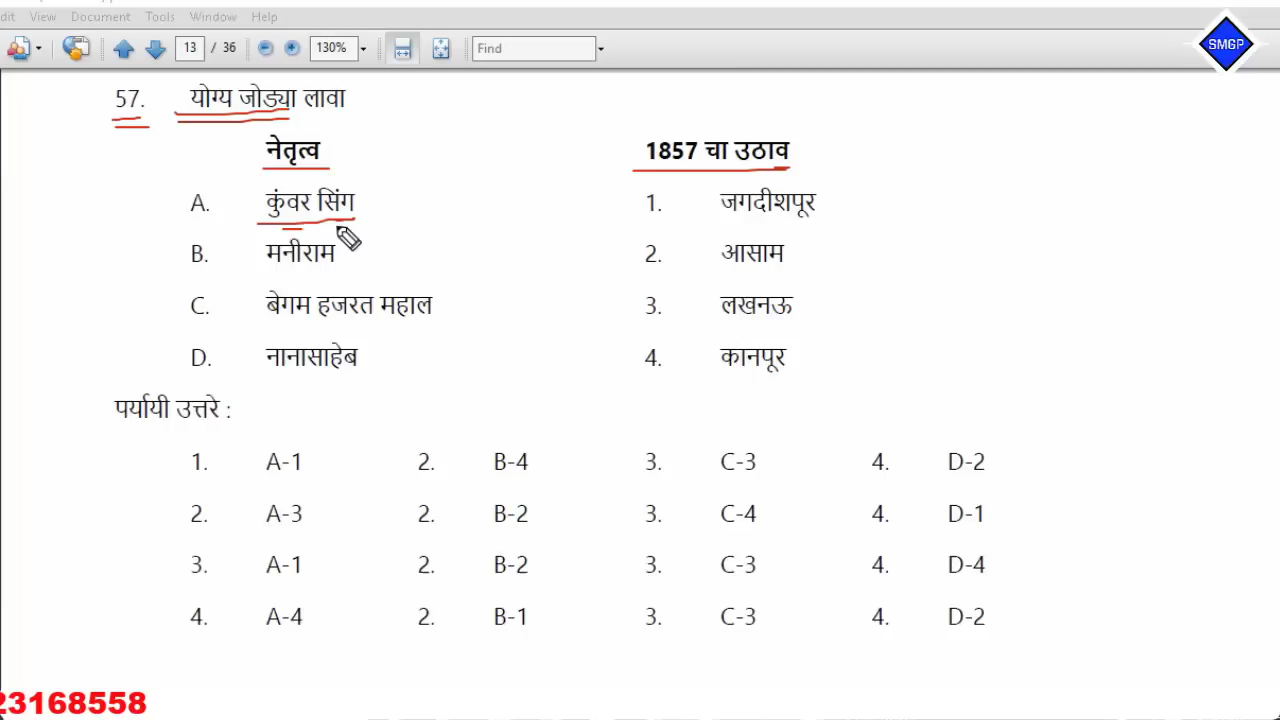 dit View Document Tools Window Help
13 / 36 130% Find
SMGP
57. योग्य जोड्या लावा
नेतृत्व 1857 चा उठाव
A. कुंवर सिंग 1. जगदीशपूर
B. मनीराम 2. आसाम
C. बेगम हजरत महाल 3. लखनऊ
D. नानासाहेब 4. कानपूर
पर्यायी उत्तरे :
1. A-1 2. B-4 3. C-3 4. D-2
2. A-3 2. B-2 3. C-4 4. D-1
3. A-1 2. B-2 3. C-3 4. D-4
4. A-4 2. B-1 3. C-3 4. D-2
23168558